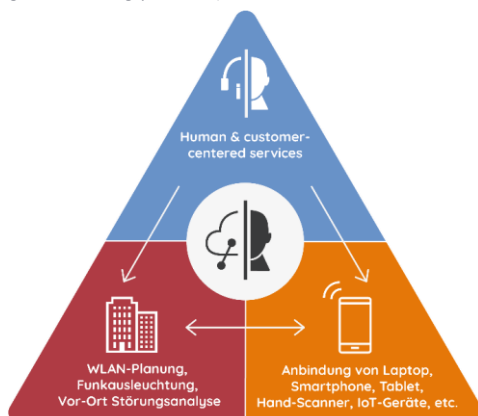 Human & customer-
centered services
WLAN-Planung,
Funkausleuchtung,
Vor-Ort Störungsanalyse
Anbindung von Laptop,
Smartphone, Tablet,
Hand-Scanner, IoT-Geräte, etc.